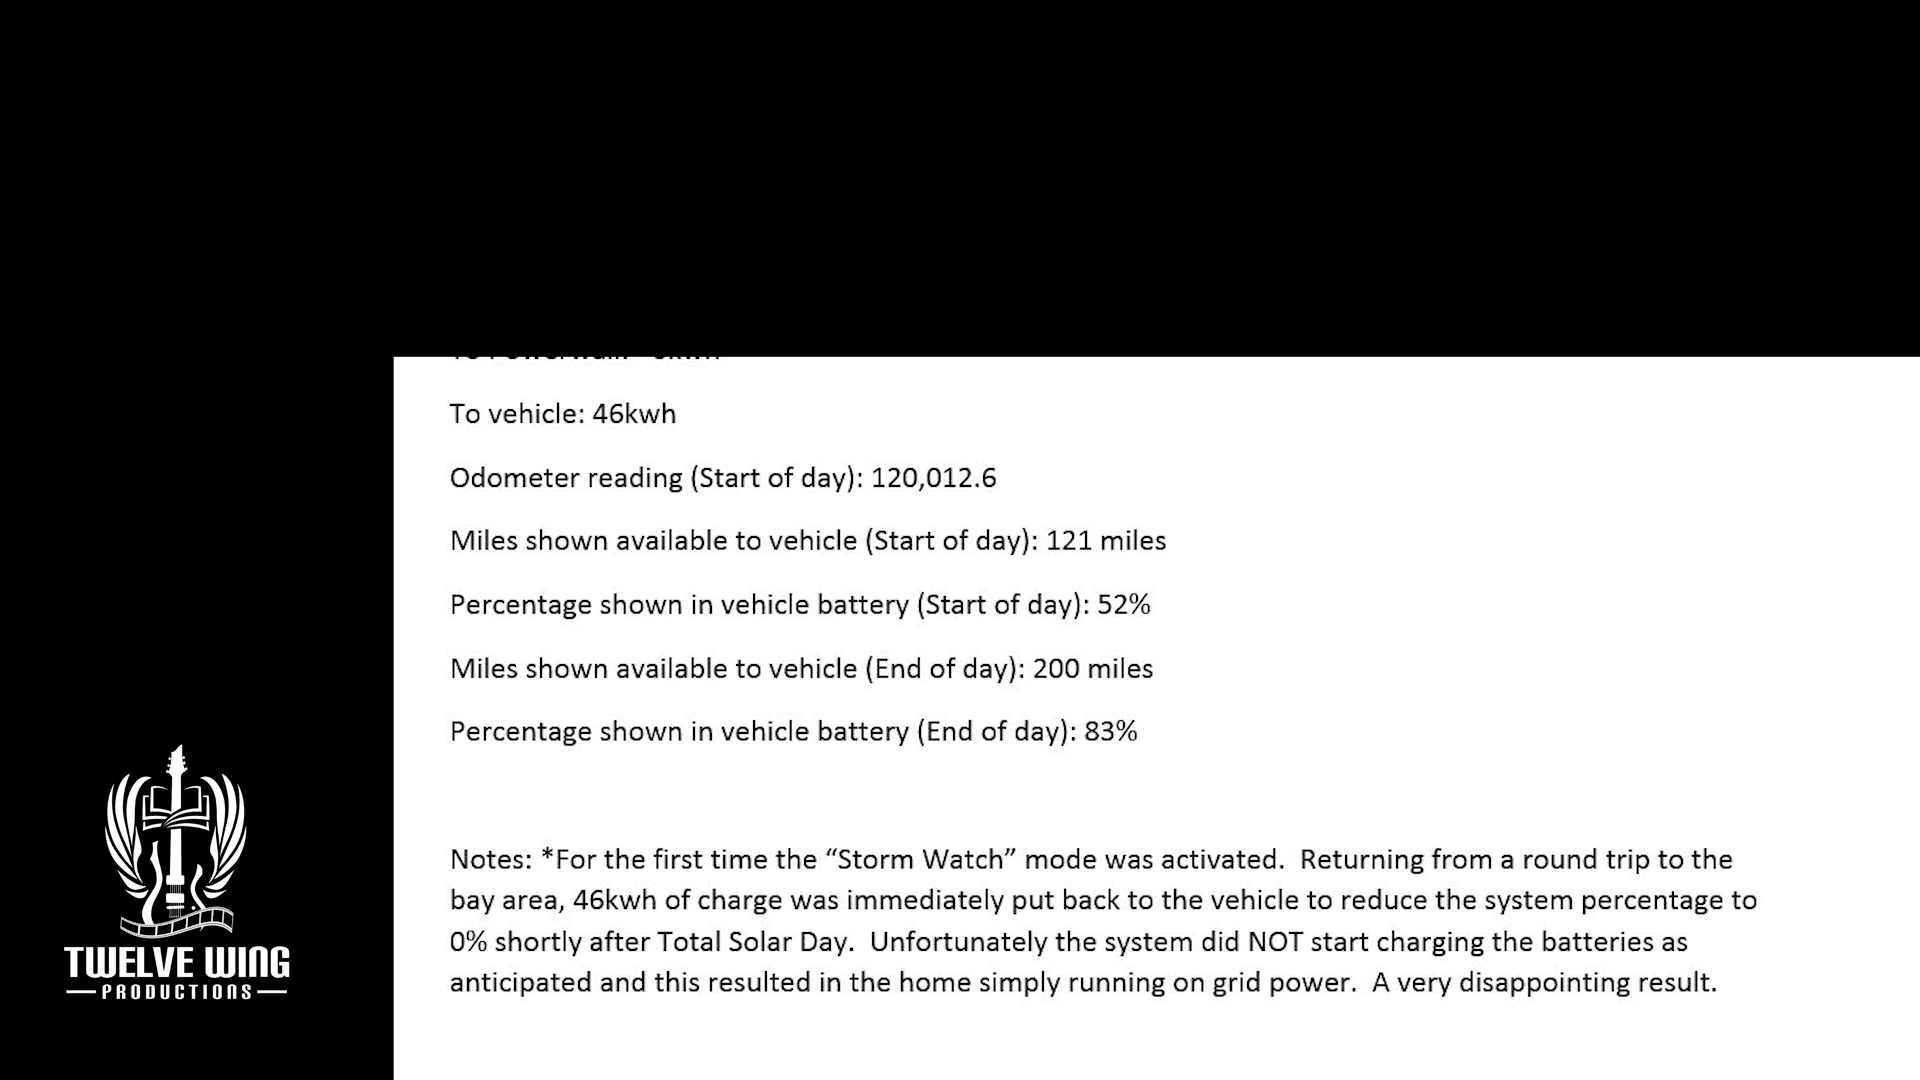 To vehicle: 46kwh
Odometer reading (Start of day): 120,012.6
Miles shown available to vehicle (Start of day): 121 miles
Percentage shown in vehicle battery (Start of day): 52%
Miles shown available to vehicle (End of day): 200 miles
Percentage shown in vehicle battery (End of day): 83%
Notes: *For the first time the “Storm Watch” mode was activated.  Returning from a round trip to the
bay area, 46kwh of charge was immediately put back to the vehicle to reduce the system percentage to
0% shortly after Total Solar Day.  Unfortunately the system did NOT start charging the batteries as
anticipated and this resulted in the home simply running on grid power.  A very disappointing result.
TWELVE WING
PRODUCTIONS